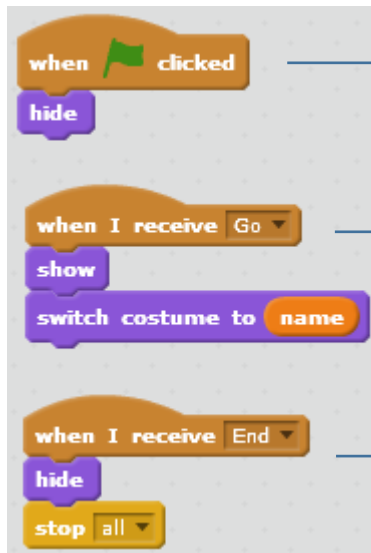 when clicked
hide
when I receive Go
show
switch costume to name
when I receive End
hide
stop all